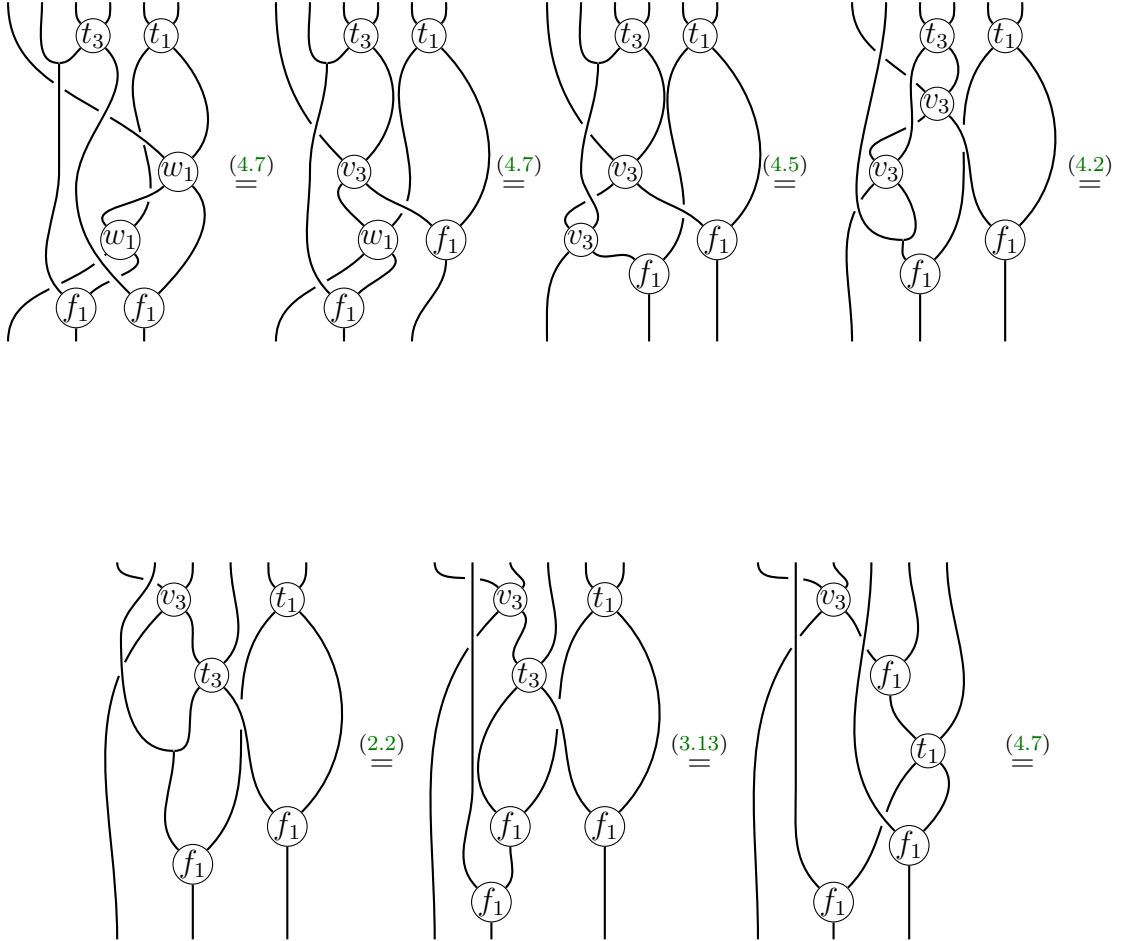 t3 t1 t3 t1 t3 t1 t3 t1
v3
w1 (4.7) = v3 (4.7) = v3 (4.5) = v3 (4.2) =
w1 w1 f1 v3 f1 f1
f1 f1
f1 f1 f1
v3 t1 v3 t1 v3
t3 t3 f1
(2.2) = (3.13) = t1 (4.7) =
f1 f1 f1 f1
f1
f1 f1